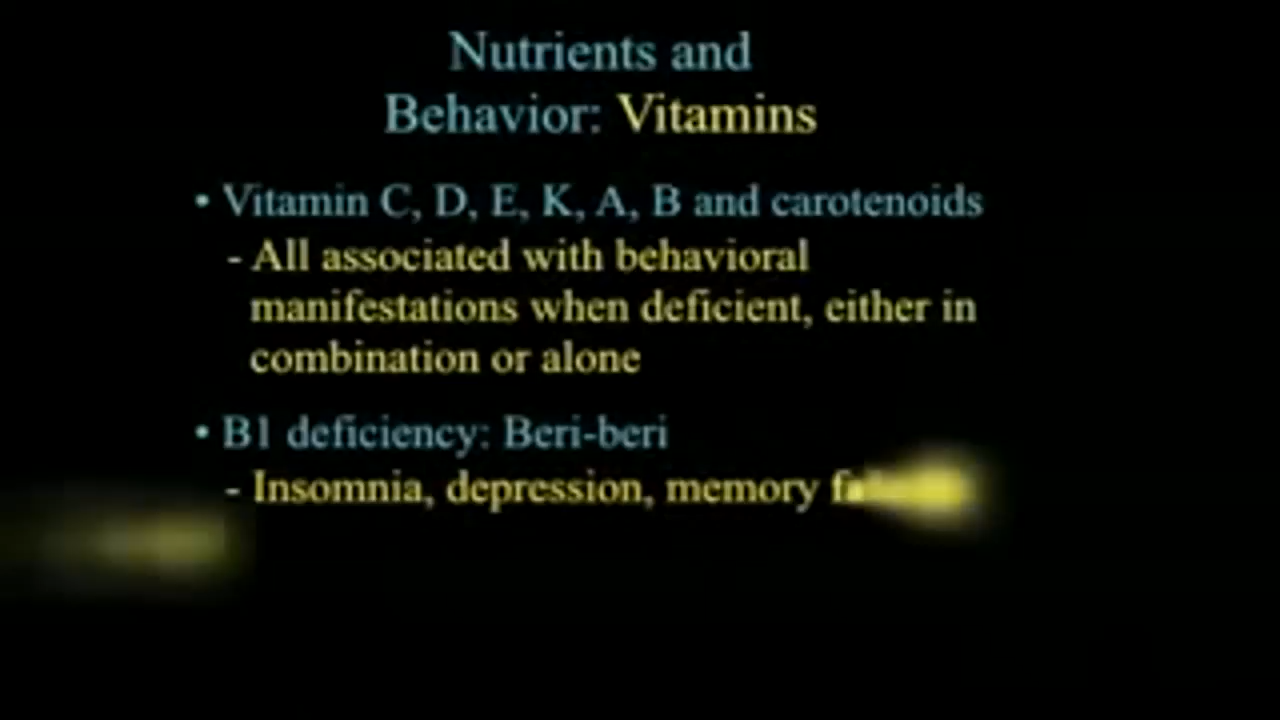 Nutrients and
Behavior: Vitamins
• Vitamin C, D, E, K, A, B and carotenoids
- All associated with behavioral
manifestations when deficient, either in
combination or alone
• B1 deficiency: Beri-beri
- Insomnia, depression, memory